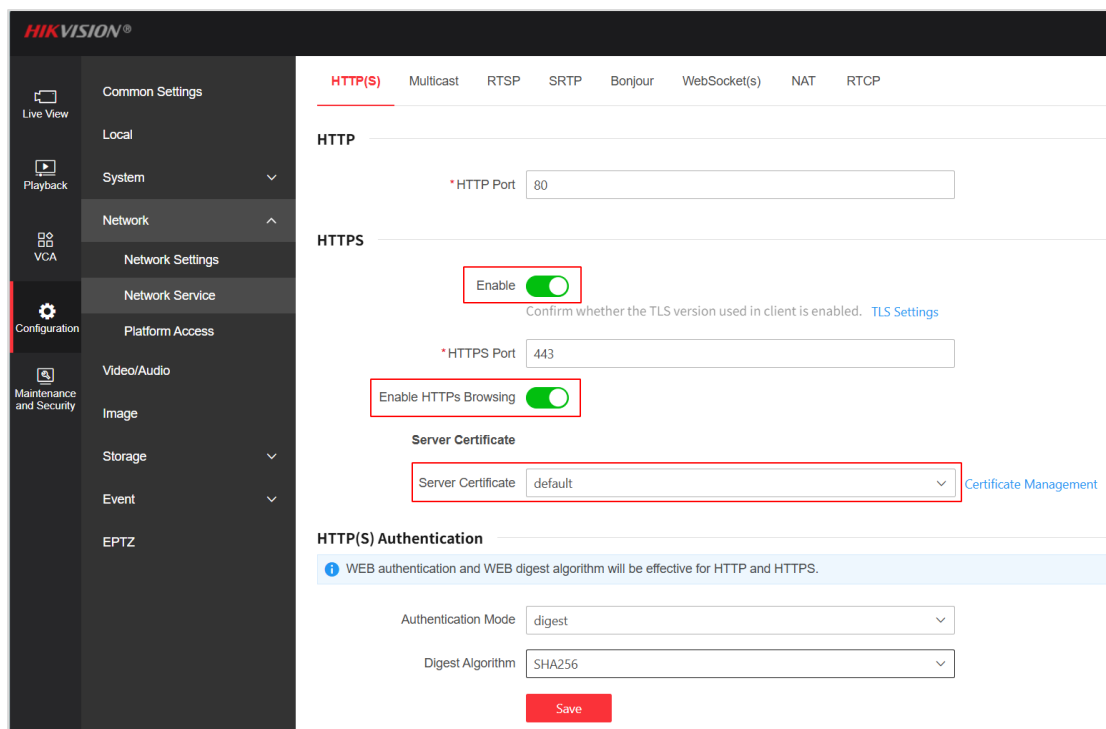 HIKVISION®
Live View
Playback
VCA
Configuration
Maintenance
and Security
Common Settings
Local
System
Network
Network Settings
Network Service
Platform Access
Video/Audio
Image
Storage
Event
EPTZ
HTTP(S) Multicast RTSP SRTP Bonjour WebSocket(s) NAT RTCP
HTTP
*HTTP Port 80
HTTPS
Enable
Confirm whether the TLS version used in client is enabled. TLS Settings
*HTTPS Port 443
Enable HTTPs Browsing
Server Certificate
Server Certificate default Certificate Management
HTTP(S) Authentication
WEB authentication and WEB digest algorithm will be effective for HTTP and HTTPS.
Authentication Mode digest
Digest Algorithm SHA256
Save